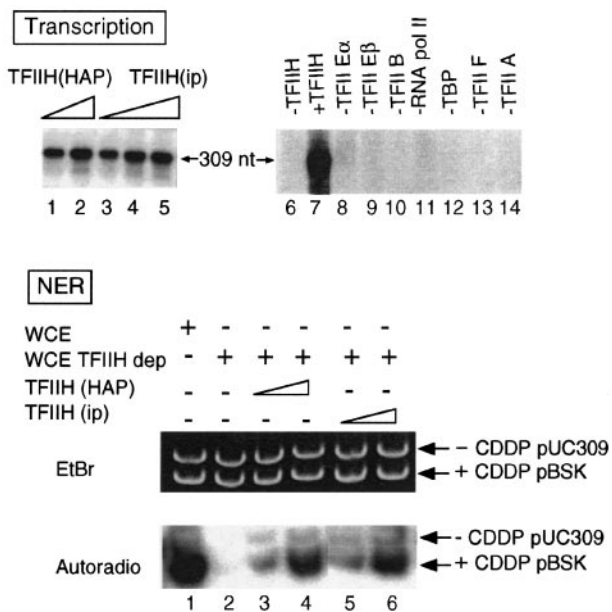 Transcription
TFIIH(HAP) TFIIH(ip)
-TFIIH
+TFIIH
-TFII Eα
-TFII Eβ
-TFII B
-RNA pol II
-TBP
-TFII F
-TFII A
309 nt
1 2 3 4 5
6 7 8 9 10 11 12 13 14
NER
WCE + - - - - -
WCE TFIIH dep - + + + + +
TFIIH (HAP) - - - -
TFIIH (ip) - - - -
EtBr
- CDDP pUC309
+ CDDP pBSK
Autoradio
- CDDP pUC309
+ CDDP pBSK
1 2 3 4 5 6